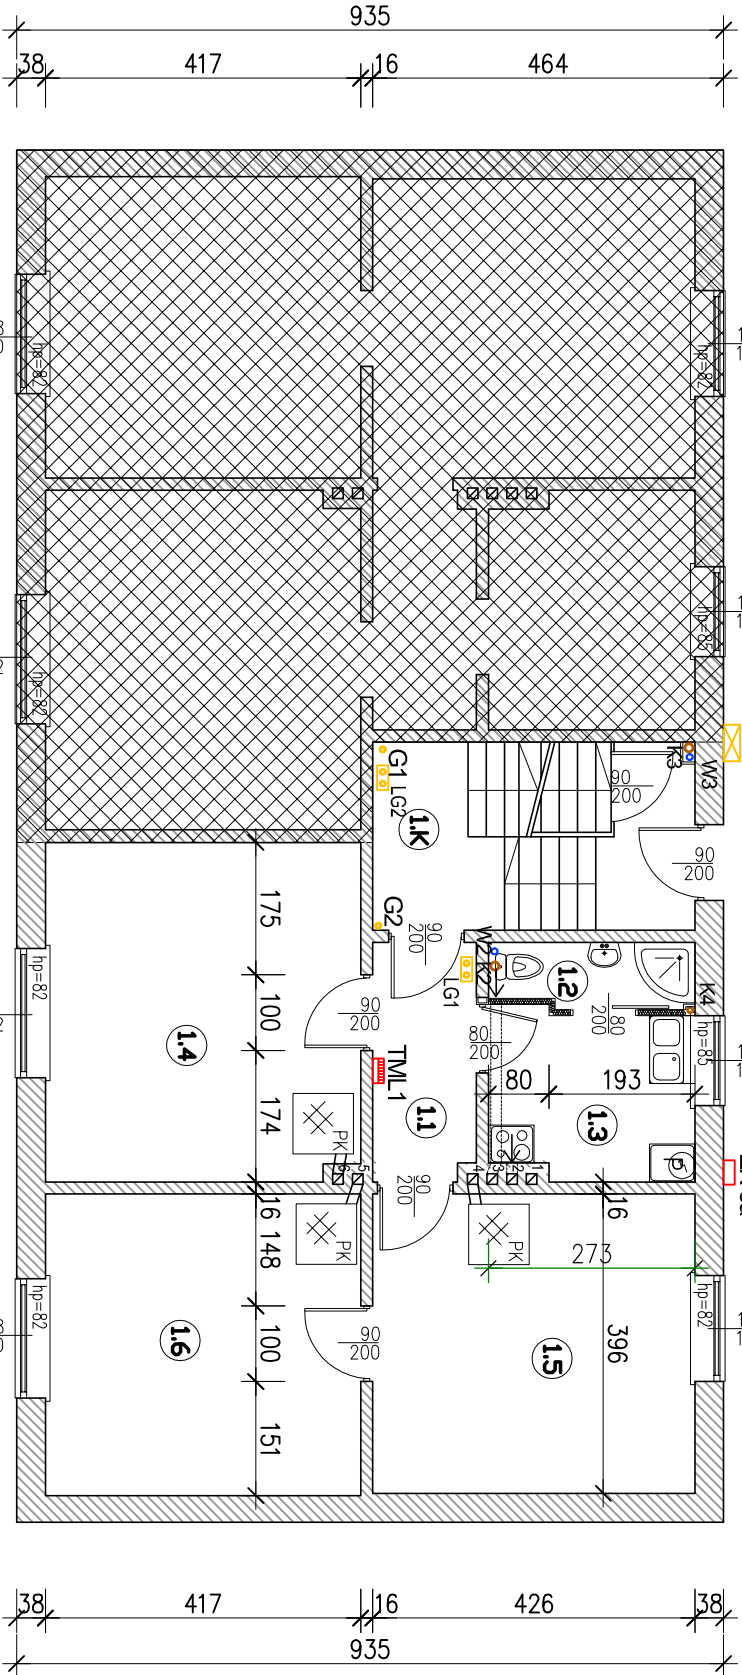 935
38 417 16 464
hp=82
hp=82
hp=82
hp=85
K3
W3
90
200
90
200
G1
LG2
1.K
G2
90
200
W2
K2
LG1
1.2
K4
80
200
hp=85
175
100
174
hp=82
90
200
1.4
TML1
80
200
80 193
1.1
1.3
PK
6 5
4 3 2 1
90
200
16
16
148
100
151
PK
PK
273
396
hp=82
hp=82
90
200
1.6
1.5
38 417 16 426 38
935